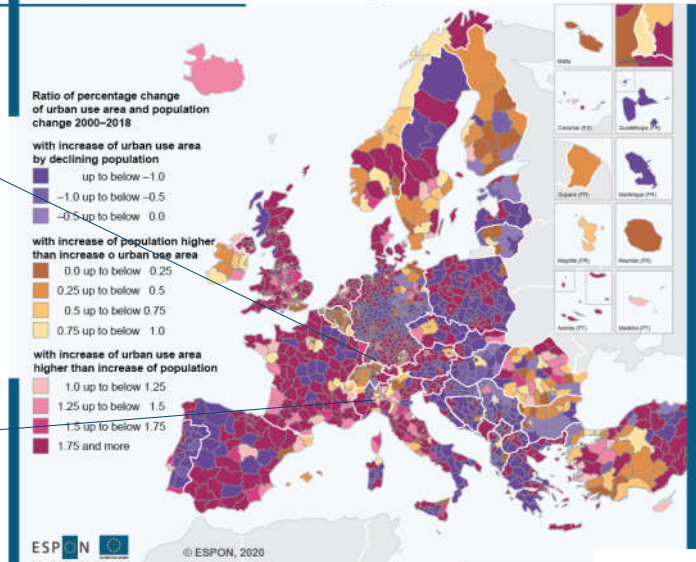 Ratio of percentage change
of urban use area and population
change 2000–2018
with increase of urban use area
by declining population
up to below –1.0
–1.0 up to below –0.5
–0.5 up to below 0.0
with increase of population higher
than increase o urban use area
0.0 up to below 0.25
0.25 up to below 0.5
0.5 up to below 0.75
0.75 up to below 1.0
with increase of urban use area
higher than increase of population
1.0 up to below 1.25
1.25 up to below 1.5
1.5 up to below 1.75
1.75 and more
Malta
Canarias (ES)
Guadeloupe (FR)
Guyane (FR)
Martinique (FR)
Mayotte (FR)
Reunion (FR)
Azores (PT)
Madeira (PT)
ESPON
© ESPON, 2020